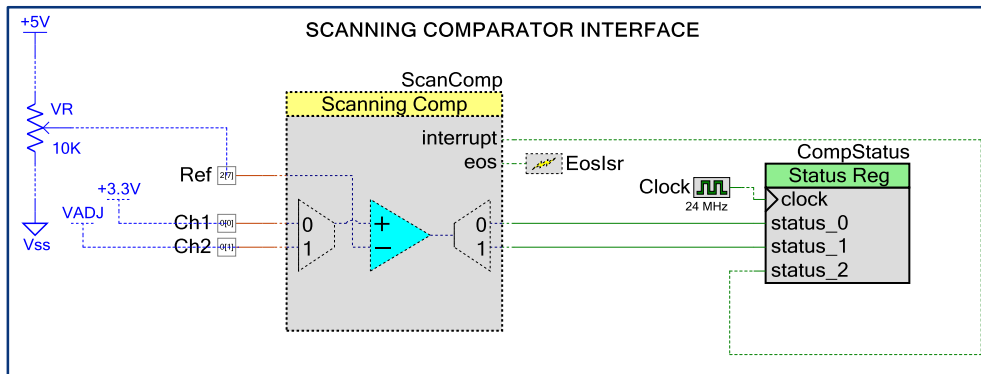 +5V
SCANNING COMPARATOR INTERFACE
ScanComp
Scanning Comp
VR
10K
interrupt
eos
EosIsr
CompStatus
Status Reg
Ref
2[7]
Clock
24 MHz
clock
+3.3V
VADJ
Ch1
0[0]
0
+
0
status_0
Ch2
0[1]
1
−
1
status_1
Vss
status_2